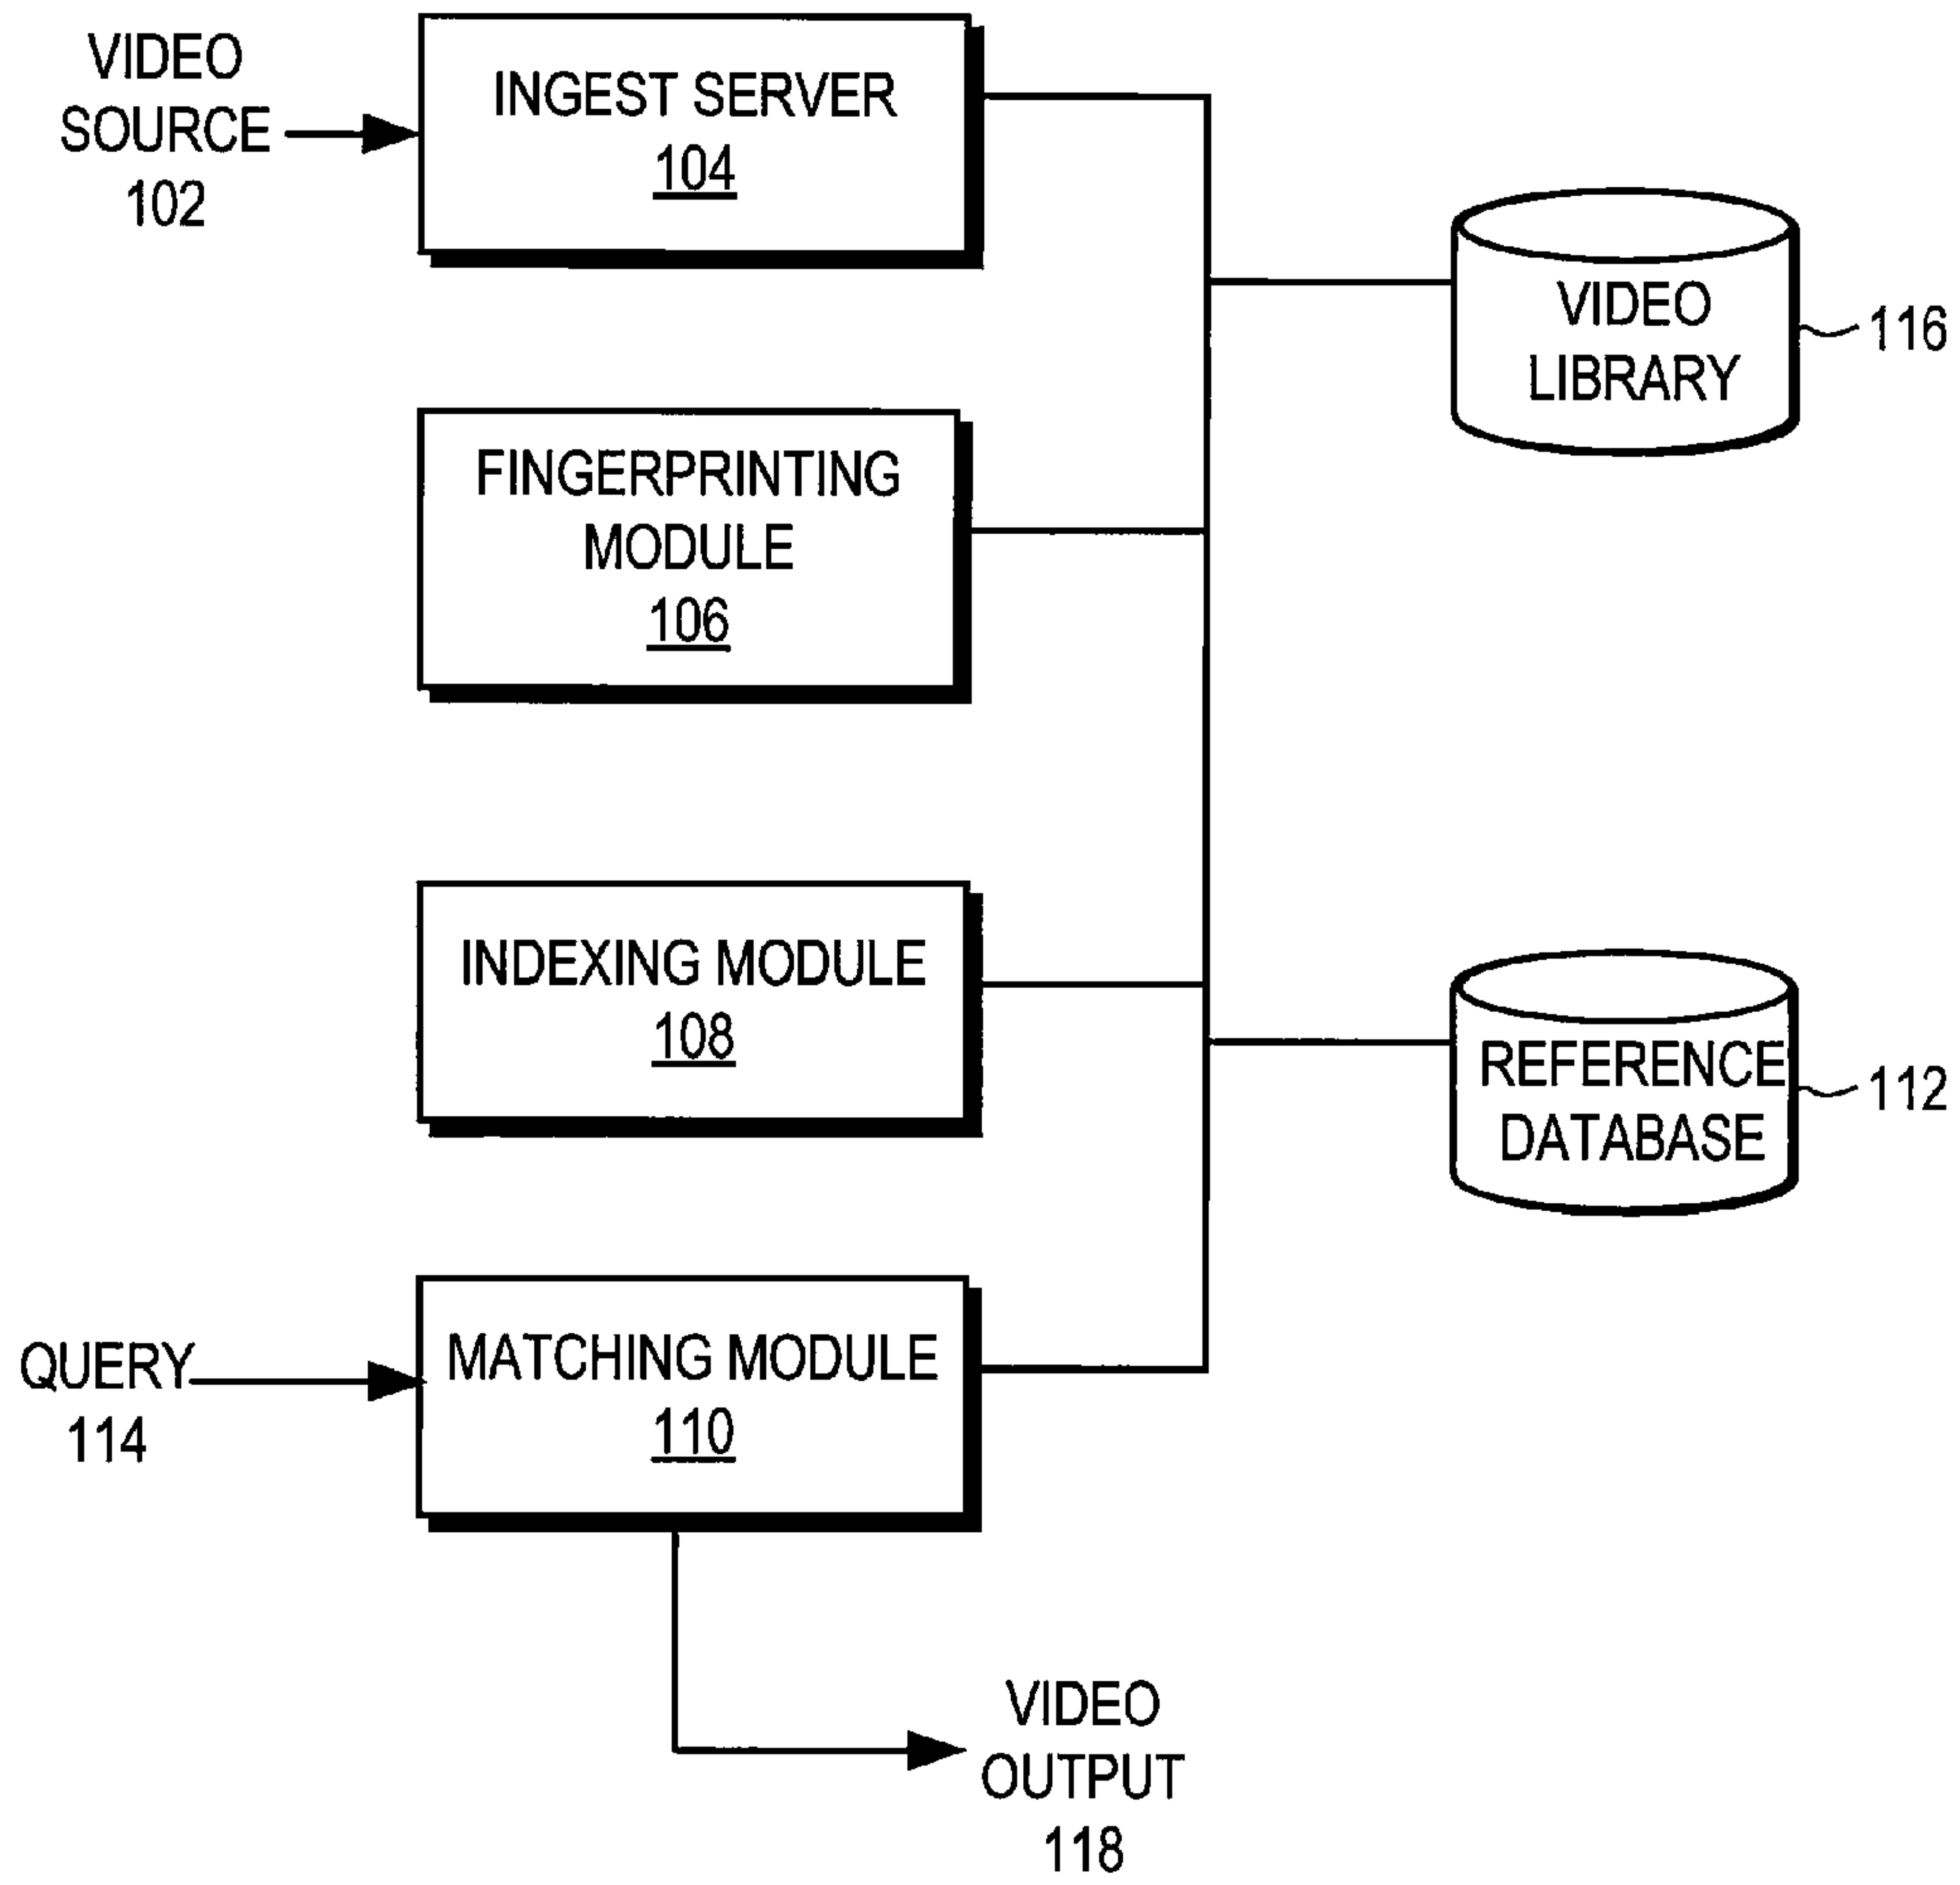 VIDEO
SOURCE
102
INGEST SERVER
104
VIDEO
LIBRARY
116
FINGERPRINTING
MODULE
106
INDEXING MODULE
108
REFERENCE
DATABASE
112
QUERY
114
MATCHING MODULE
110
VIDEO
OUTPUT
118